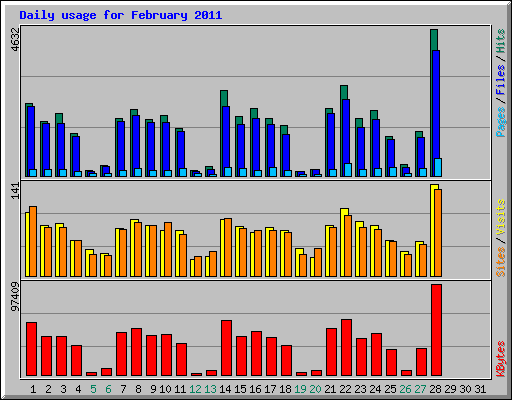 Daily usage for February 2011
4632
Pages / Files / Hits
141
Sites / Visits
97409
KBytes
1 2 3 4 5 6 7 8 9 10 11 12 13 14 15 16 17 18 19 20 21 22 23 24 25 26 27 28 29 30 31